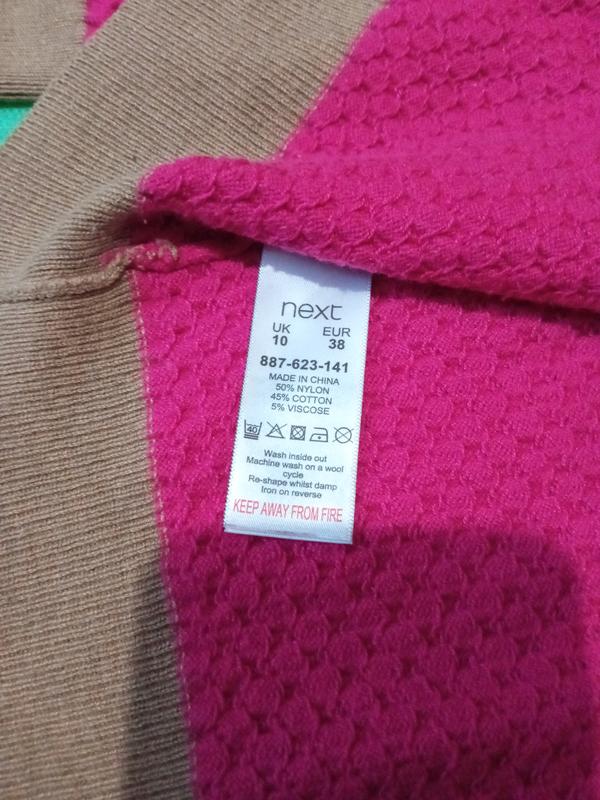 next
UK EUR
10 38
887-623-141
MADE IN CHINA
50% NYLON
45% COTTON
5% VISCOSE
40
Wash inside out
Machine wash on a wool
cycle
Re-shape whilst damp
Iron on reverse
KEEP AWAY FROM FIRE